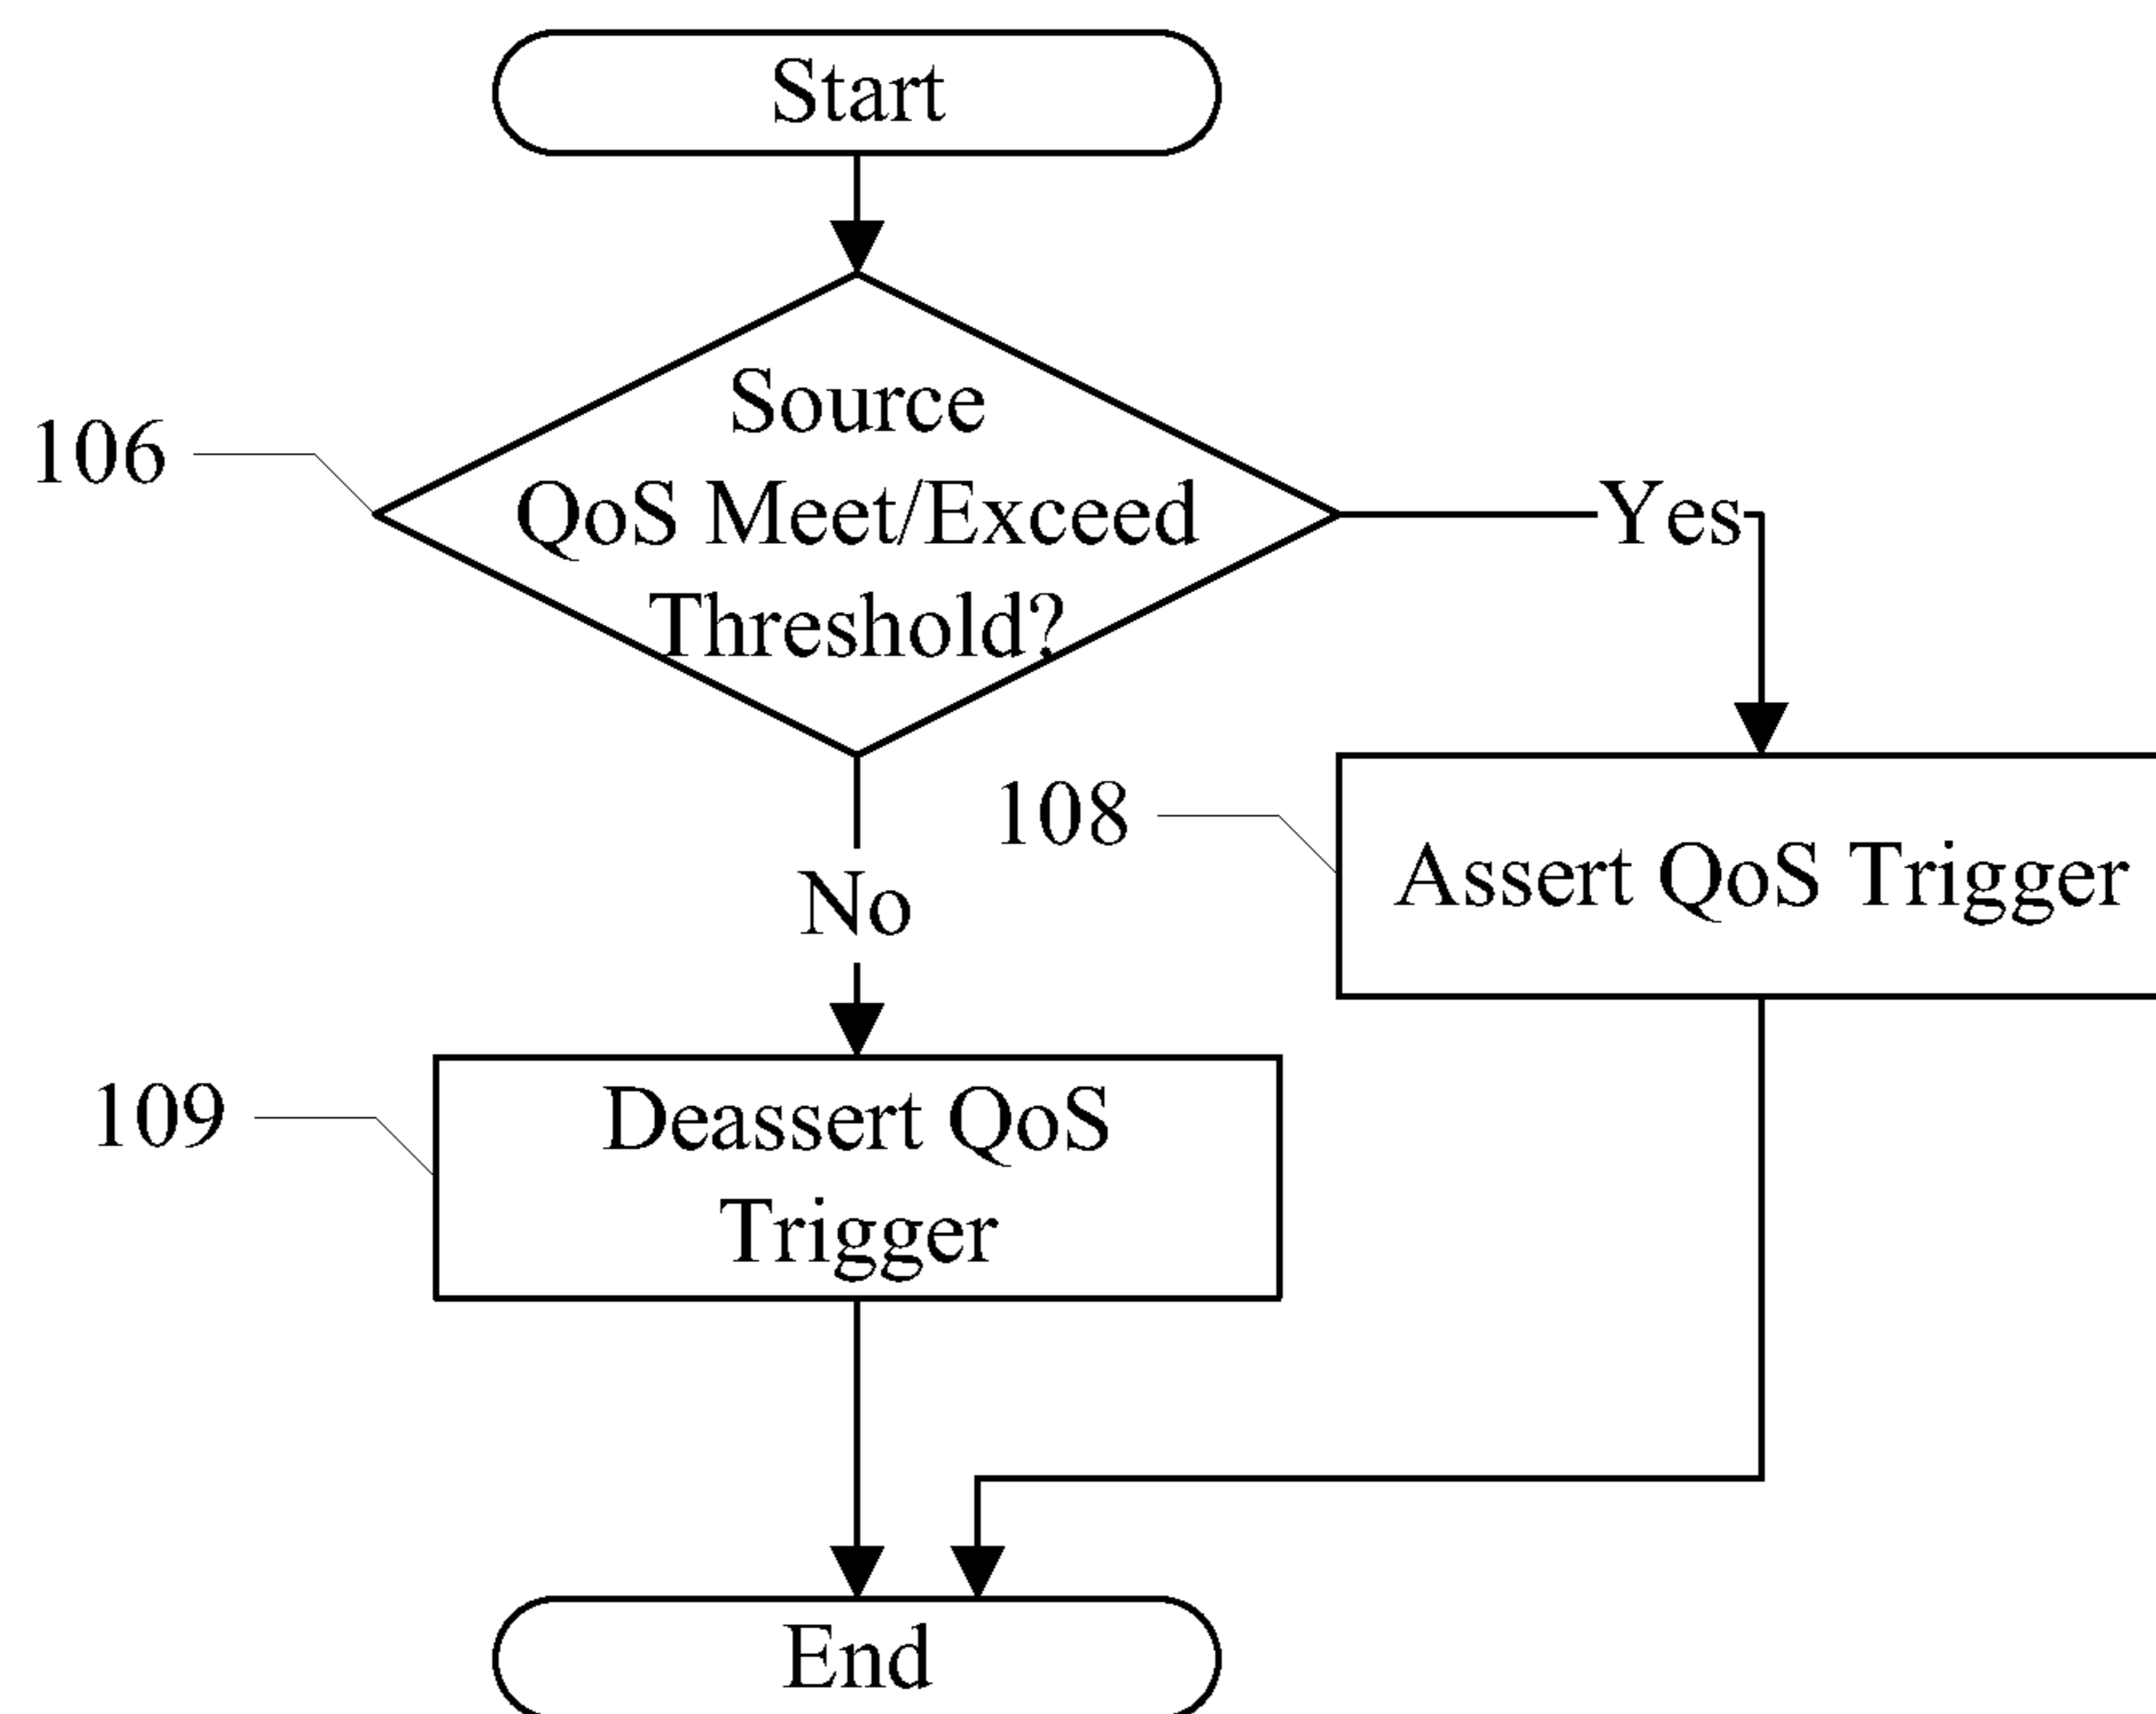 Start
106
Source
QoS Meet/Exceed
Threshold?
Yes
No
108
Assert QoS Trigger
109
Deassert QoS
Trigger
End